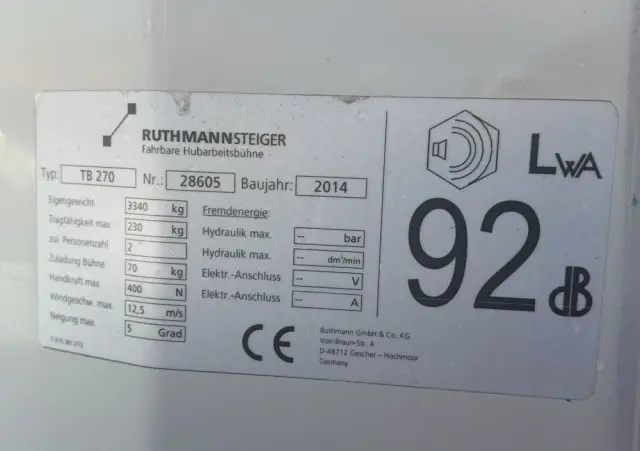 RUTHMANNSTEIGER
Fahrbare Hubarbeitsbühne
Typ: TB 270 Nr.: 28605 Baujahr: 2014
Eigengewicht 3340 kg
Tragfähigkeit max. 230 kg
zul. Personenzahl 2
Zuladung Bühne 70 kg
Handkraft max. 400 N
Windgeschw. max. 12,5 m/s
Neigung max. 5 Grad
Fremdenergie:
Hydraulik max. -- bar
Hydraulik max. -- dm³/min
Elektr.-Anschluss -- V
Elektr.-Anschluss -- A
CE
Ruthmann GmbH & Co. KG
Von-Braun-Str. 4
D-48712 Gescher - Hochmoor
Germany
LWA
92 dB